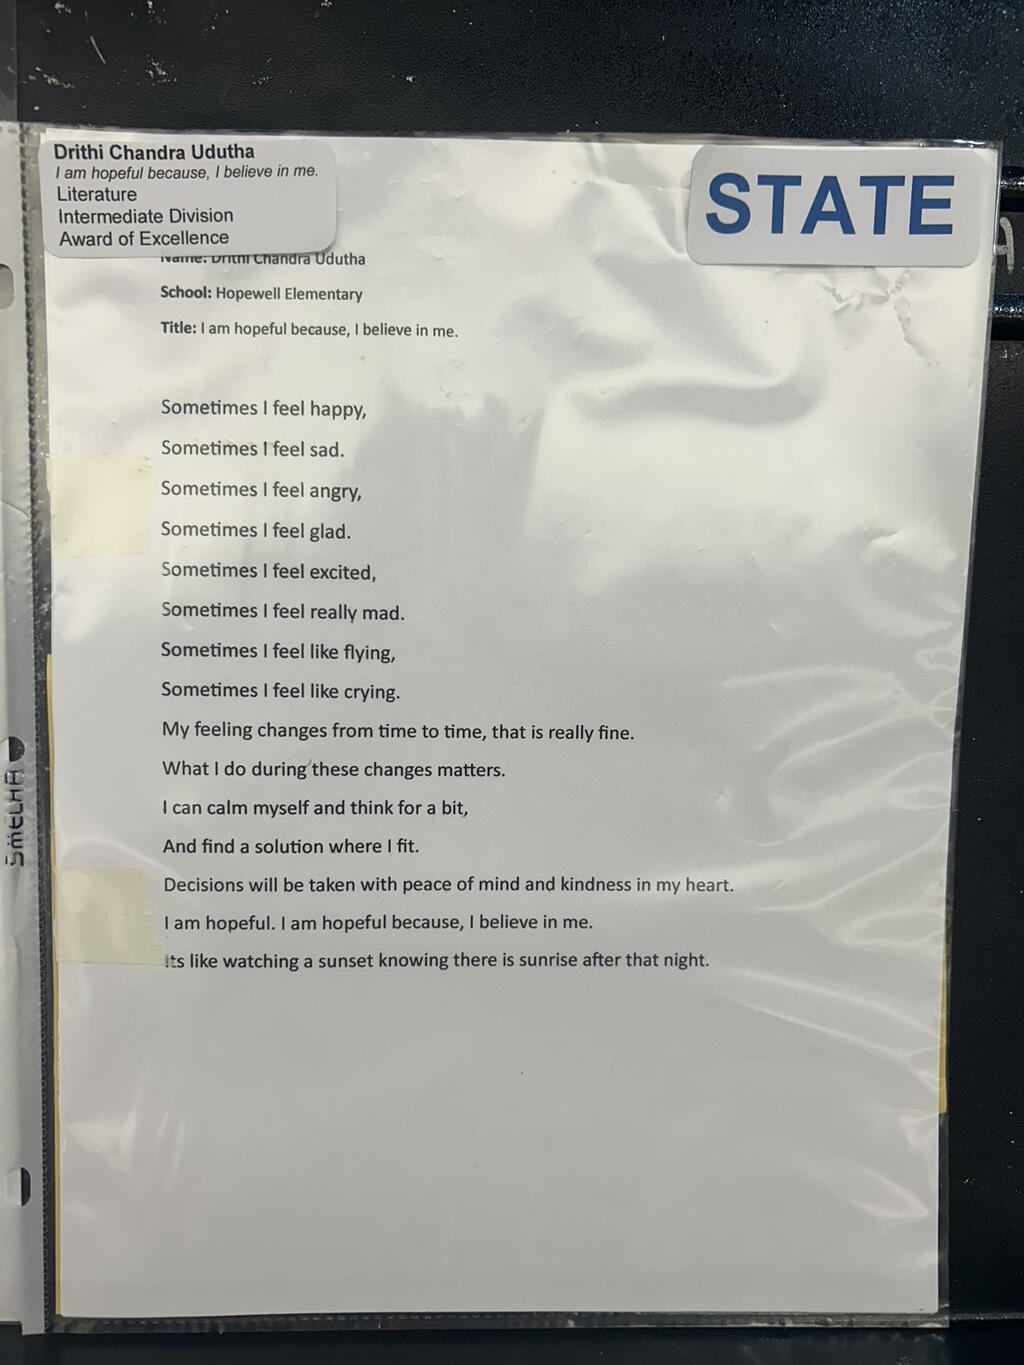 Drithi Chandra Udutha
I am hopeful because, I believe in me.
Literature
Intermediate Division
Award of Excellence
STATE
Name: Drithi Chandra Udutha
School: Hopewell Elementary
Title: I am hopeful because, I believe in me.
Sometimes I feel happy,
Sometimes I feel sad.
Sometimes I feel angry,
Sometimes I feel glad.
Sometimes I feel excited,
Sometimes I feel really mad.
Sometimes I feel like flying,
Sometimes I feel like crying.
My feeling changes from time to time, that is really fine.
What I do during these changes matters.
I can calm myself and think for a bit,
And find a solution where I fit.
Decisions will be taken with peace of mind and kindness in my heart.
I am hopeful. I am hopeful because, I believe in me.
Its like watching a sunset knowing there is sunrise after that night.